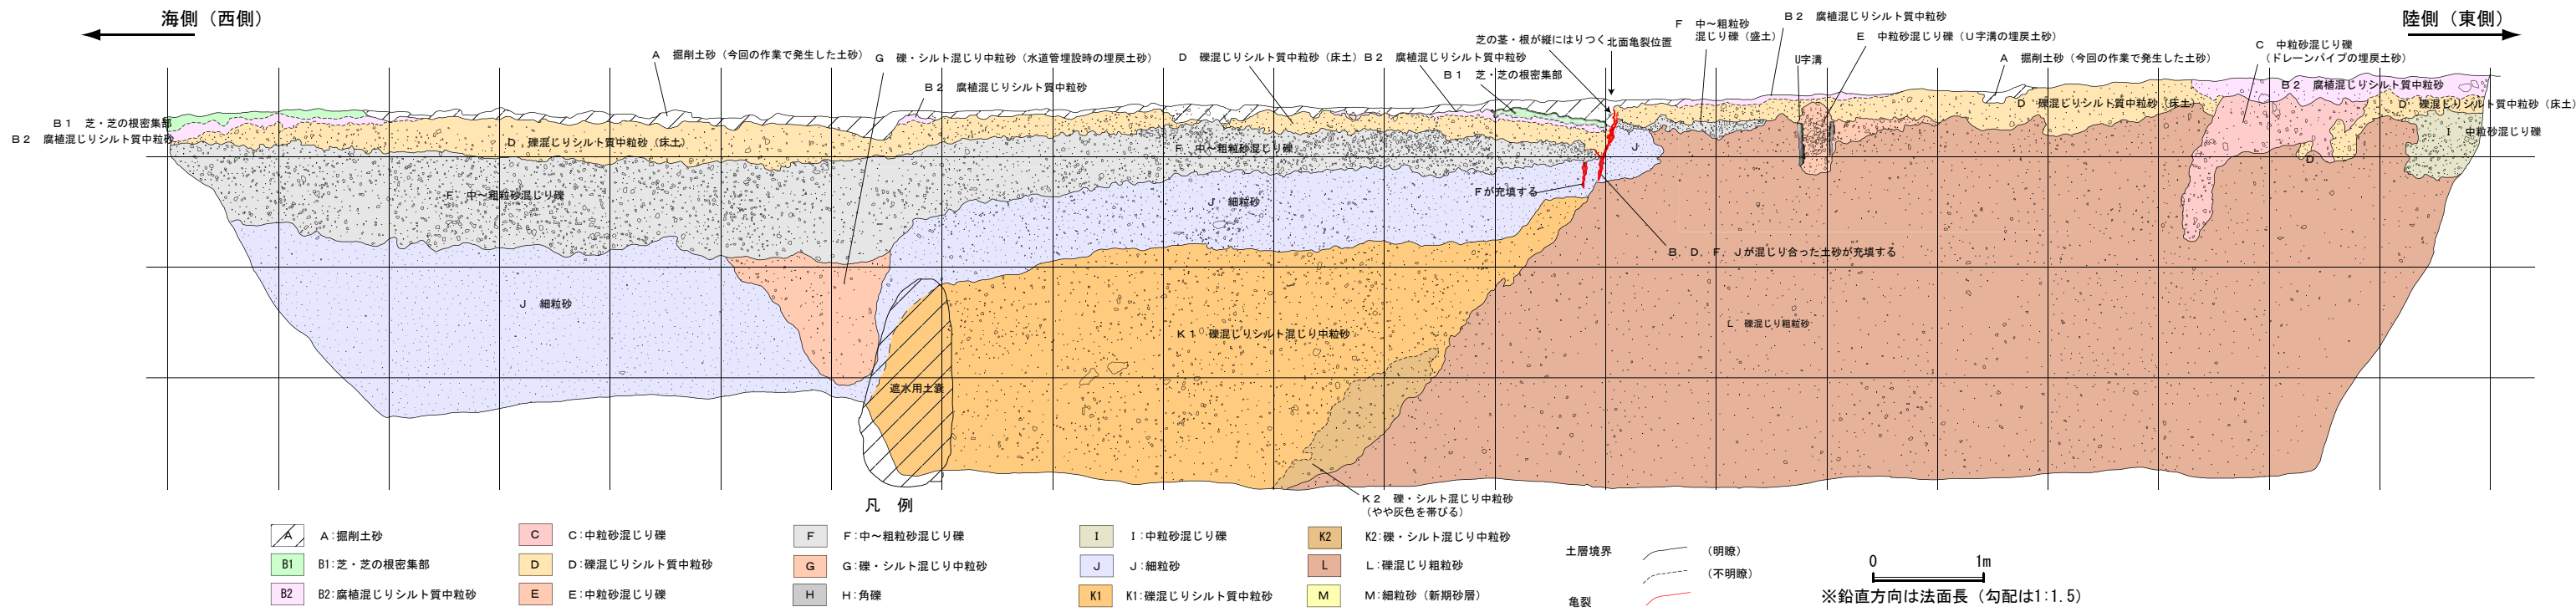 海側（西側）
陸側（東側）
A　掘削土砂（今回の作業で発生した土砂）
G　礫・シルト混じり中粒砂（水道管埋設時の埋戻土砂）
B２　腐植混じりシルト質中粒砂
D　礫混じりシルト質中粒砂（床土）
B２　腐植混じりシルト質中粒砂
B１　芝・芝の根密集部
芝の茎・根が縦にはりつく
北面亀裂位置
F　中～粗粒砂
混じり礫（盛土）
B２　腐植混じりシルト質中粒砂
E　中粒砂混じり礫（U字溝の埋戻土砂）
U字溝
A　掘削土砂（今回の作業で発生した土砂）
C　中粒砂混じり礫
（ドレーンパイプの埋戻土砂）
B２　腐植混じりシルト質中粒砂
D　礫混じりシルト質中粒砂（床土）
D　礫混じりシルト質中粒砂（床土）
I　中粒砂混じり礫
D
B１　芝・芝の根密集部
B２　腐植混じりシルト質中粒砂
D　礫混じりシルト質中粒砂（床土）
F　中～粗粒砂混じり礫
F　中～粗粒砂混じり礫
J
Fが充填する
J　細粒砂
B．D．F．Jが混じり合った土砂が充填する
J　細粒砂
K１　礫混じりシルト混じり中粒砂
L　礫混じり粗粒砂
遮水用土嚢
K２　礫・シルト混じり中粒砂
（やや灰色を帯びる）
凡　例
A　A：掘削土砂
B1　B1：芝・芝の根密集部
B2　B2：腐植混じりシルト質中粒砂
C　C：中粒砂混じり礫
D　D：礫混じりシルト質中粒砂
E　E：中粒砂混じり礫
F　F：中～粗粒砂混じり礫
G　G：礫・シルト混じり中粒砂
H　H：角礫
I　I：中粒砂混じり礫
J　J：細粒砂
K1　K1：礫混じりシルト質中粒砂
K2　K2：礫・シルト混じり中粒砂
L　L：礫混じり粗粒砂
M　M：細粒砂（新期砂層）
土層境界　（明瞭）
（不明瞭）
亀裂
0　1m
※鉛直方向は法面長（勾配は1:1.5）